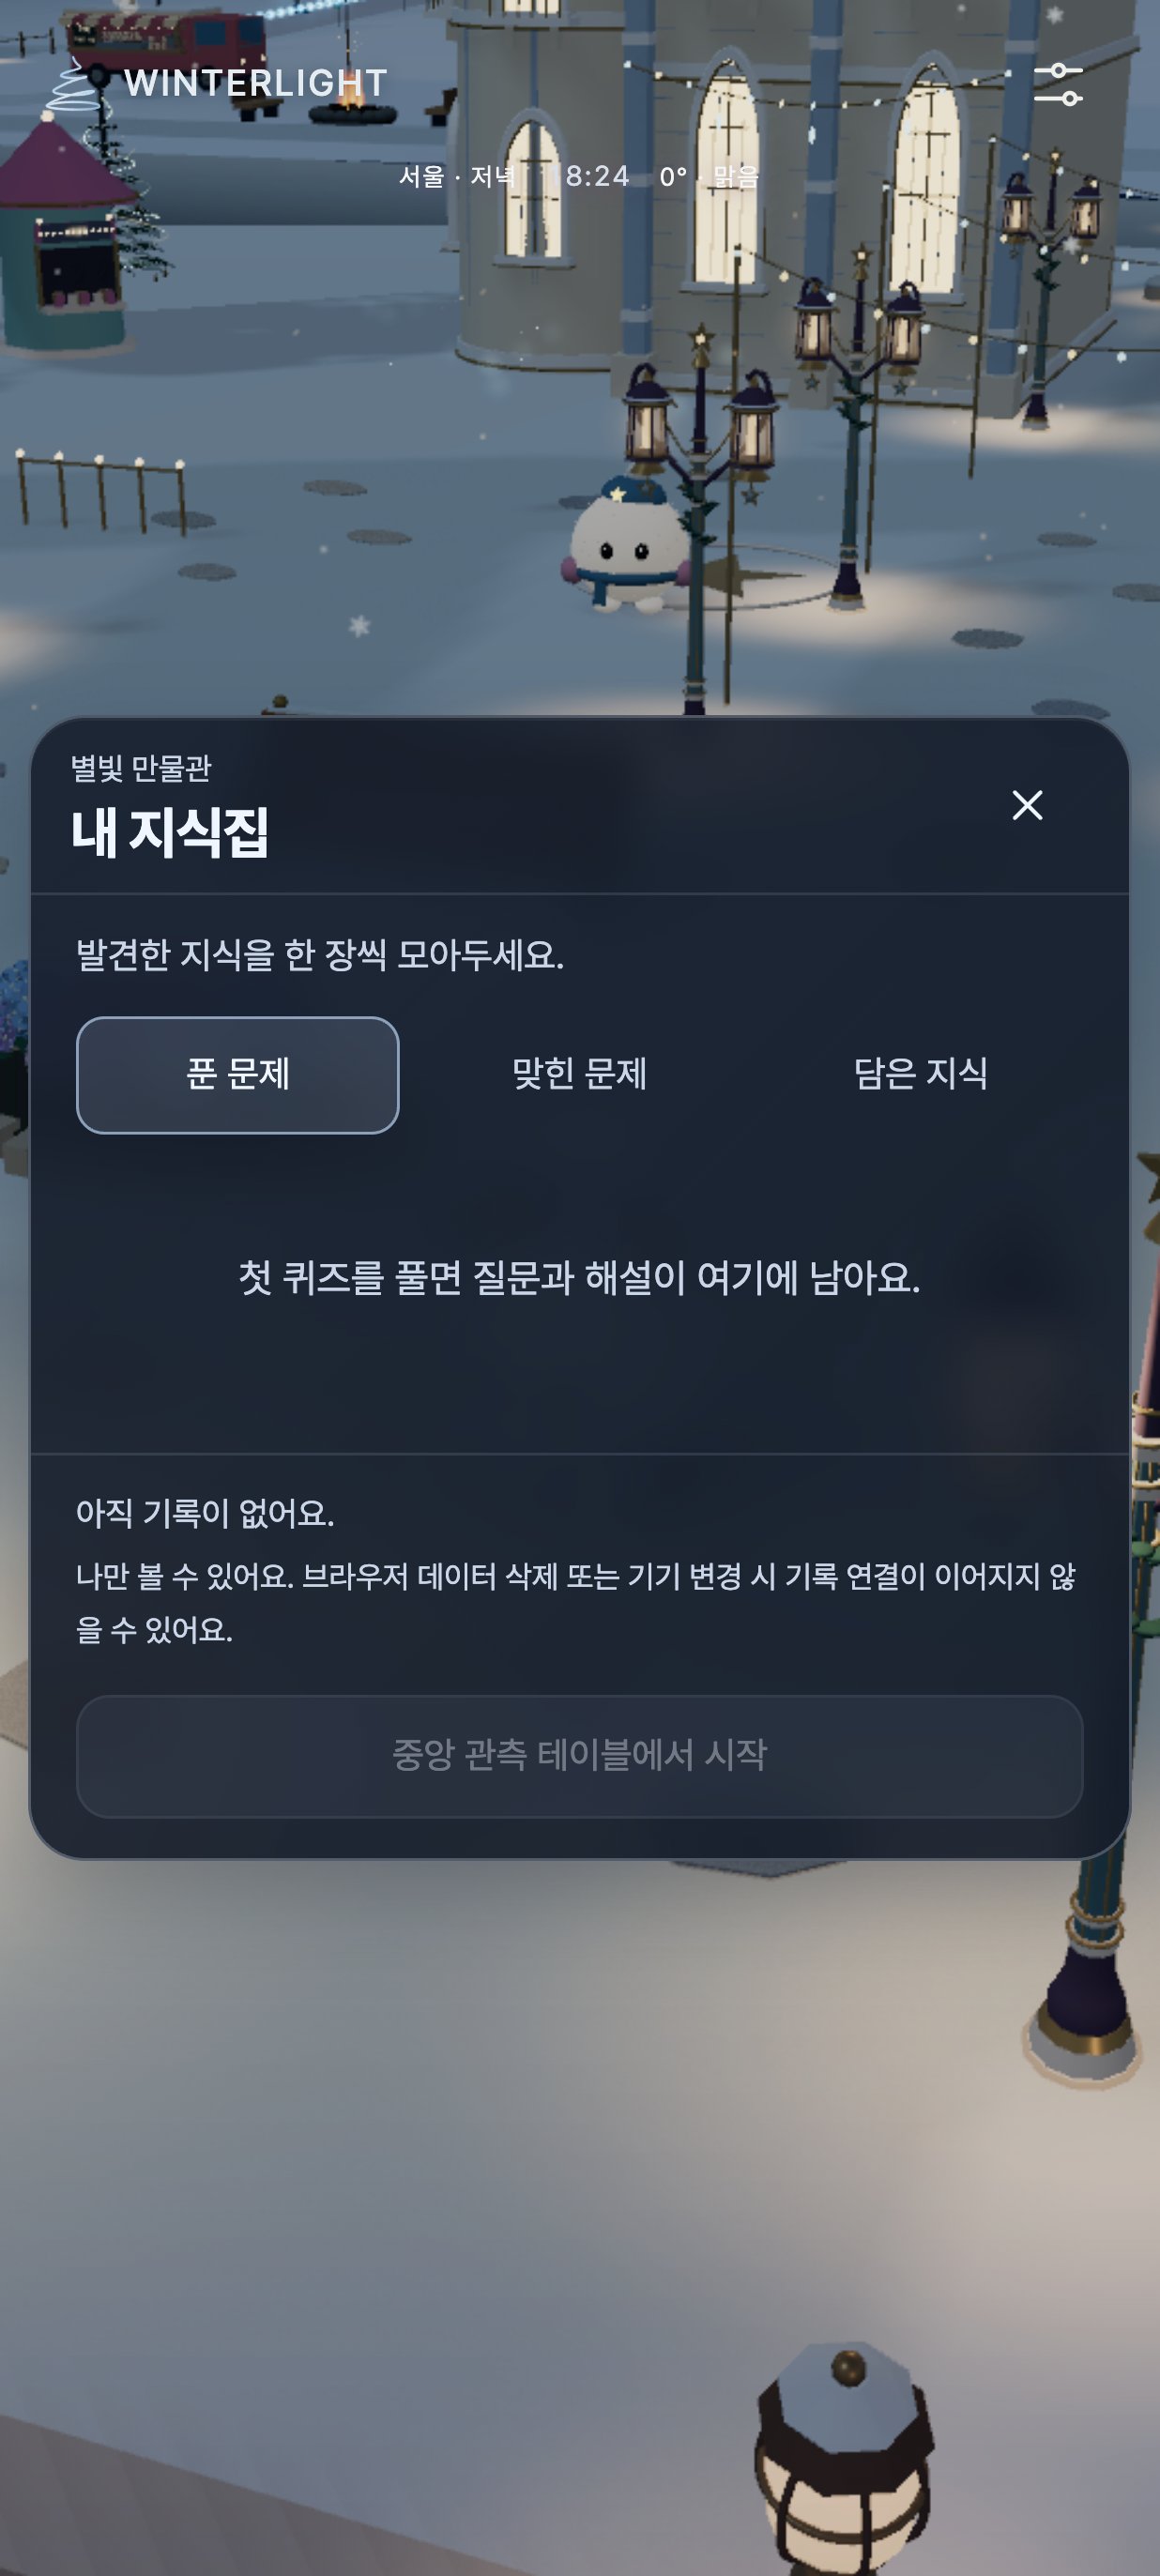 WINTERLIGHT
서울 · 저녁 18:24 0° · 맑음
별빛 만물관
내 지식집
발견한 지식을 한 장씩 모아두세요.
푼 문제 맞힌 문제 담은 지식
첫 퀴즈를 풀면 질문과 해설이 여기에 남아요.
아직 기록이 없어요.
나만 볼 수 있어요. 브라우저 데이터 삭제 또는 기기 변경 시 기록 연결이 이어지지 않
을 수 있어요.
중앙 관측 테이블에서 시작